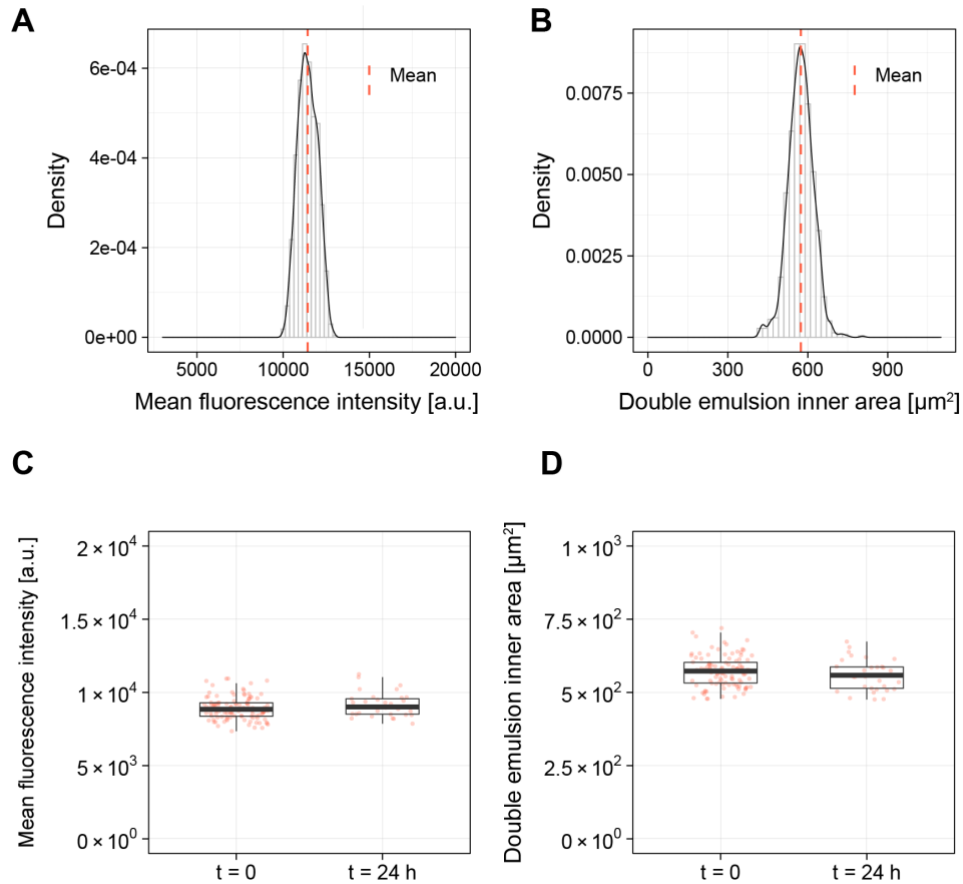 A
6e-04
4e-04
2e-04
0e+00
Density
Mean
5000 10000 15000 20000
Mean fluorescence intensity [a.u.]
B
0.0075
0.0050
0.0025
0.0000
Density
Mean
0 300 600 900
Double emulsion inner area [µm²]
C
Mean fluorescence intensity [a.u.]
2 × 10⁴
1.5 × 10⁴
1 × 10⁴
5 × 10³
0 × 10⁰
t = 0 t = 24 h
D
Double emulsion inner area [µm²]
1 × 10³
7.5 × 10²
5 × 10²
2.5 × 10²
0 × 10⁰
t = 0 t = 24 h